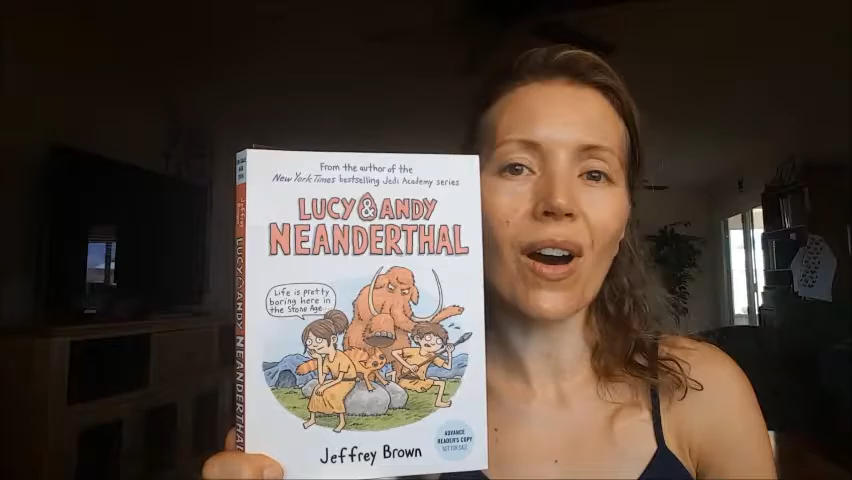 From the author of the
New York Times bestselling Jedi Academy series
LUCY & ANDY
NEANDERTHAL
Life is pretty
boring here in
the Stone Age.
ADVANCE
READER'S COPY
NOT FOR SALE
Jeffrey Brown
LUCY & ANDY NEANDERTHAL